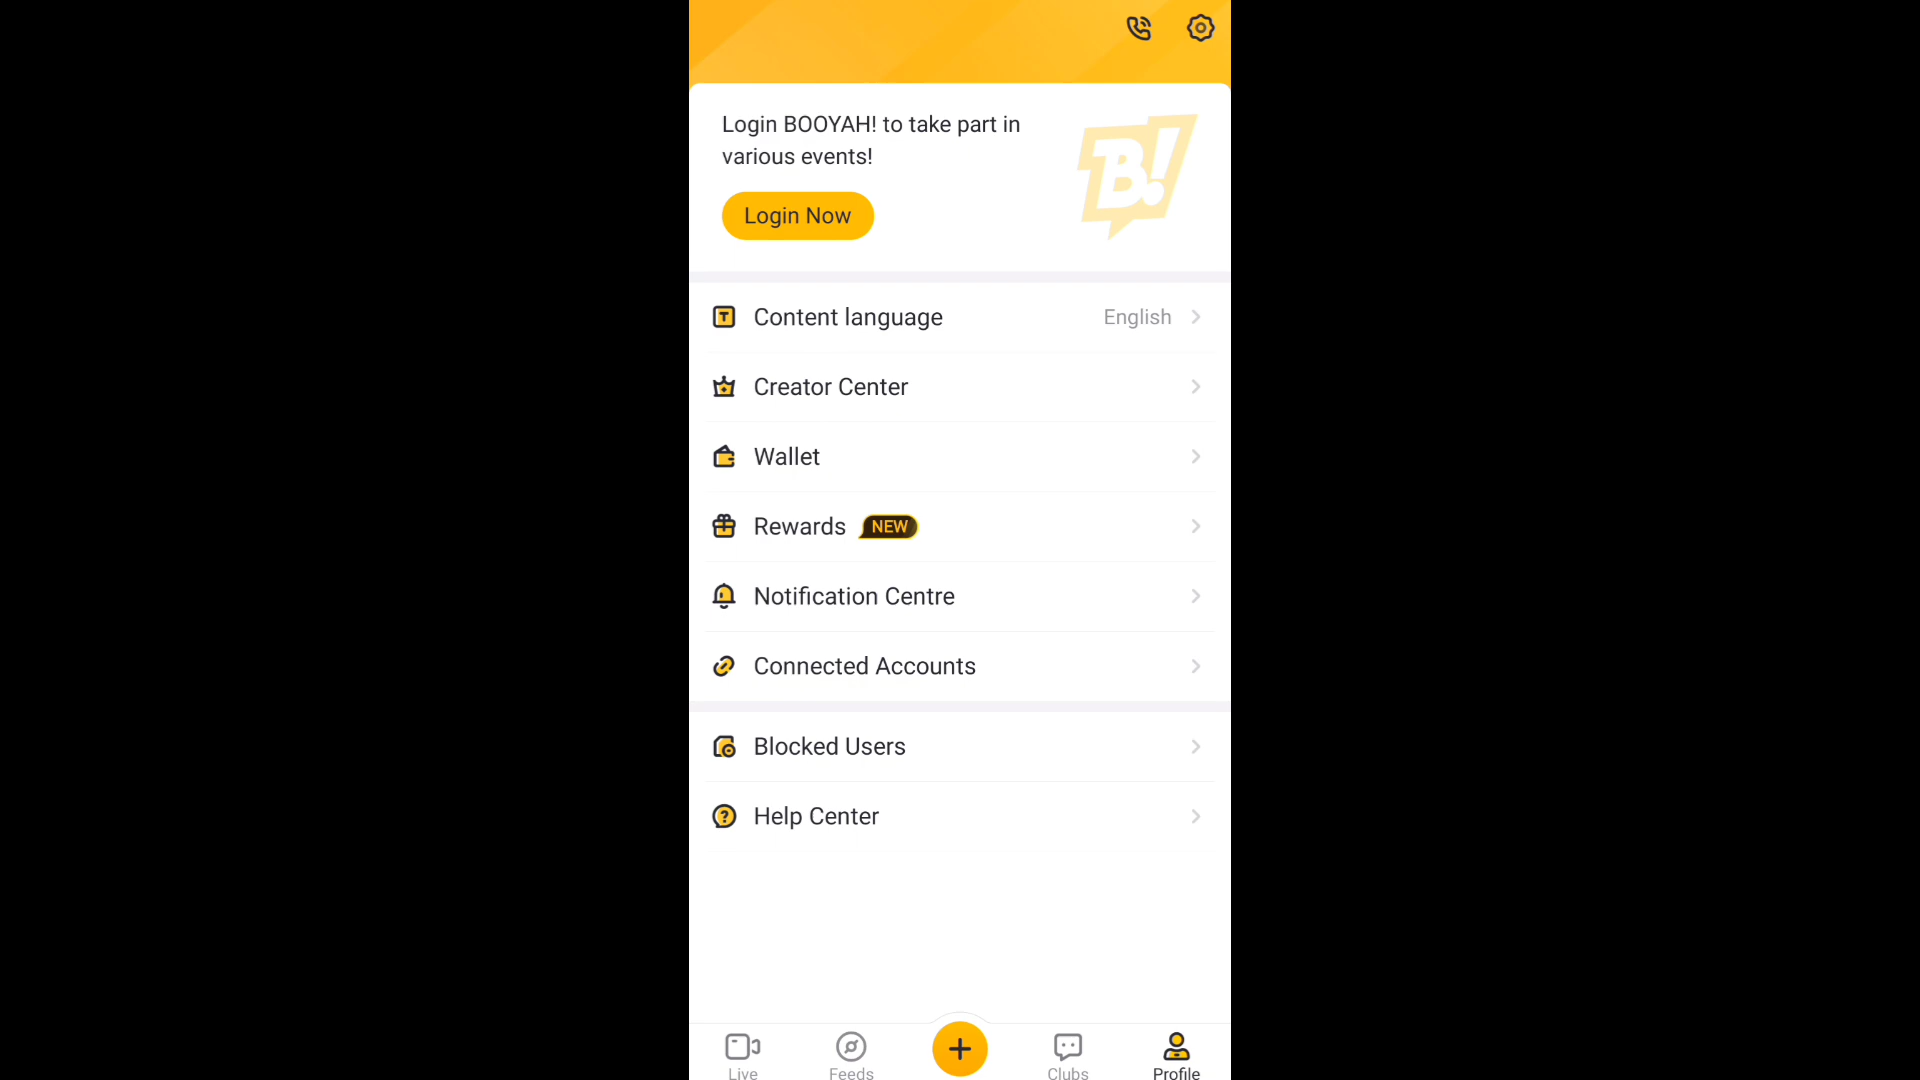 Login BOOYAH! to take part in
various events!
B!
Login Now
Content language English
Creator Center
Wallet
Rewards NEW
Notification Centre
Connected Accounts
Blocked Users
Help Center
Live Feeds Clubs Profile